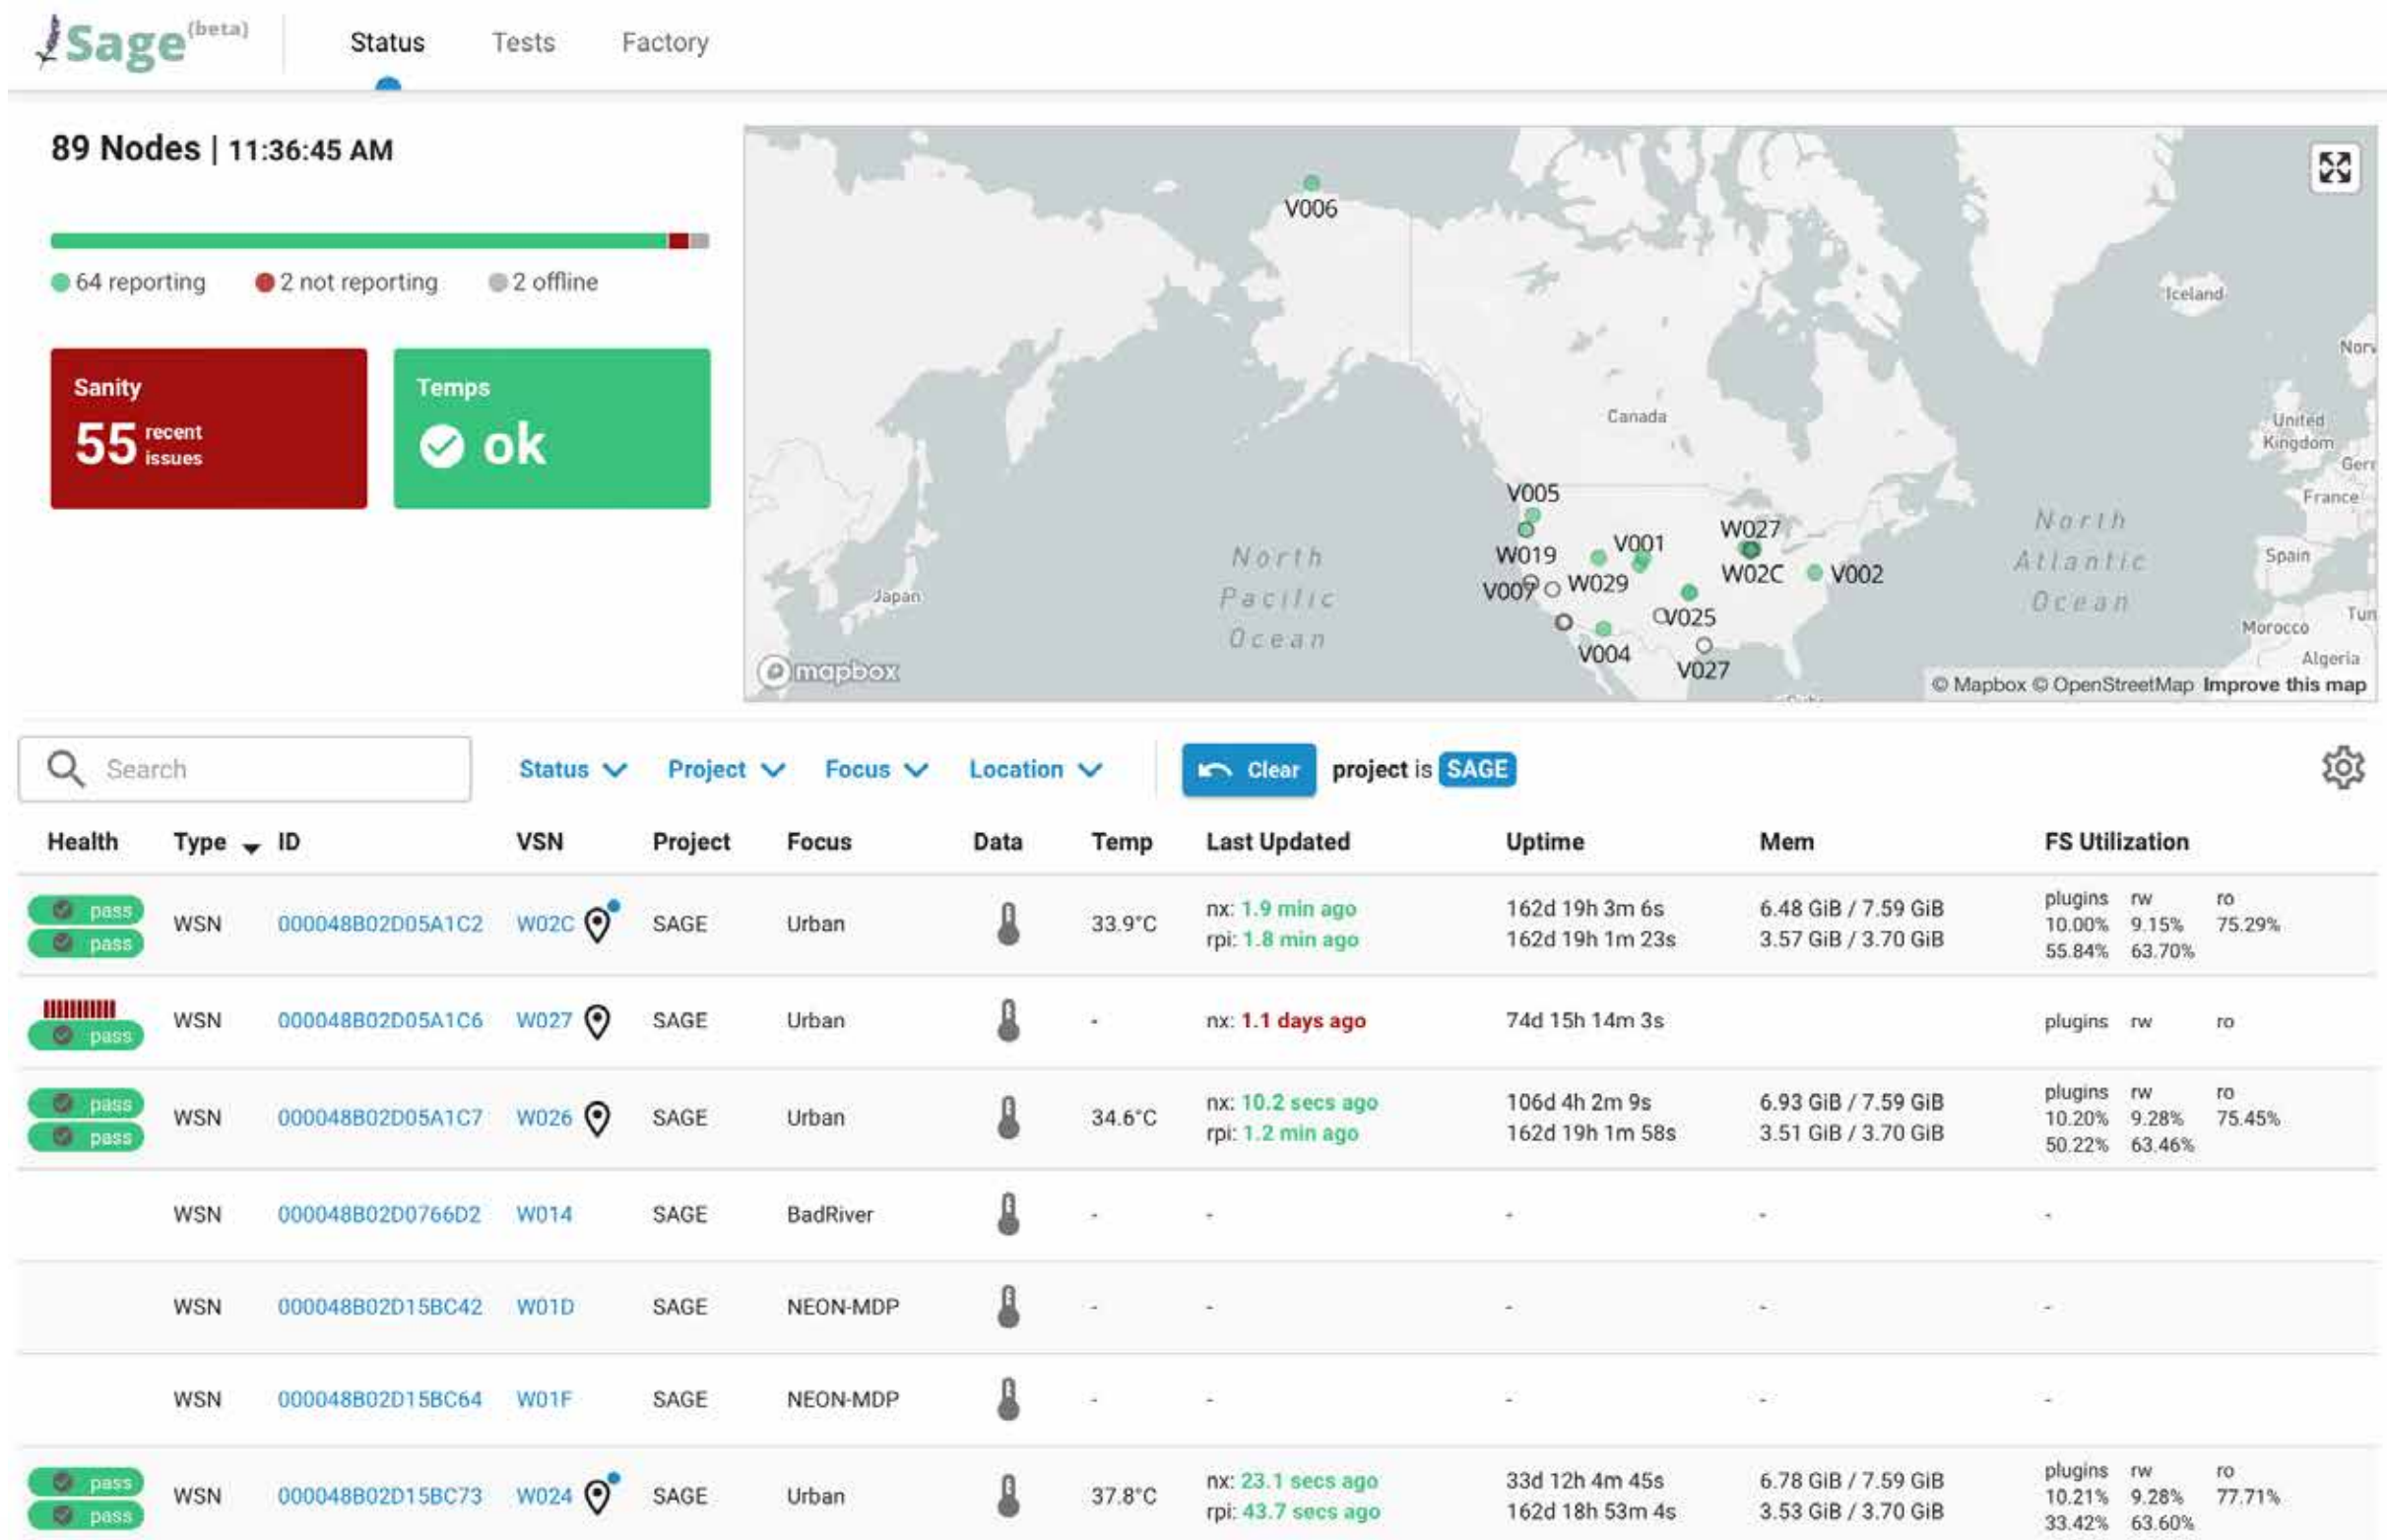 Sage (beta)
Status Tests Factory
89 Nodes | 11:36:45 AM
64 reporting 2 not reporting 2 offline
Sanity
55 recent issues
Temps
ok
V006
Iceland
Canada
United Kingdom
France
Spain
Morocco
Algeria
Japan
North Pacific Ocean
North Atlantic Ocean
V005
W019
V007
W029
V001
W027
W02C
V002
V025
V004
V027
mapbox
© Mapbox © OpenStreetMap Improve this map
Search
Status Project Focus Location
Clear project is SAGE
Health Type ID VSN Project Focus Data Temp Last Updated Uptime Mem FS Utilization
pass
pass
WSN 000048B02D05A1C2 W02C SAGE Urban 33.9°C
nx: 1.9 min ago
rpi: 1.8 min ago
162d 19h 3m 6s
162d 19h 1m 23s
6.48 GiB / 7.59 GiB
3.57 GiB / 3.70 GiB
plugins rw ro
10.00% 9.15% 75.29%
55.84% 63.70%
pass
WSN 000048B02D05A1C6 W027 SAGE Urban -
nx: 1.1 days ago
74d 15h 14m 3s
plugins rw ro
pass
pass
WSN 000048B02D05A1C7 W026 SAGE Urban 34.6°C
nx: 10.2 secs ago
rpi: 1.2 min ago
106d 4h 2m 9s
162d 19h 1m 58s
6.93 GiB / 7.59 GiB
3.51 GiB / 3.70 GiB
plugins rw ro
10.20% 9.28% 75.45%
50.22% 63.46%
WSN 000048B02D0766D2 W014 SAGE BadRiver - - - - -
WSN 000048B02D15BC42 W01D SAGE NEON-MDP - - - - -
WSN 000048B02D15BC64 W01F SAGE NEON-MDP - - - - -
pass
pass
WSN 000048B02D15BC73 W024 SAGE Urban 37.8°C
nx: 23.1 secs ago
rpi: 43.7 secs ago
33d 12h 4m 45s
162d 18h 53m 4s
6.78 GiB / 7.59 GiB
3.53 GiB / 3.70 GiB
plugins rw ro
10.21% 9.28% 77.71%
33.42% 63.60%